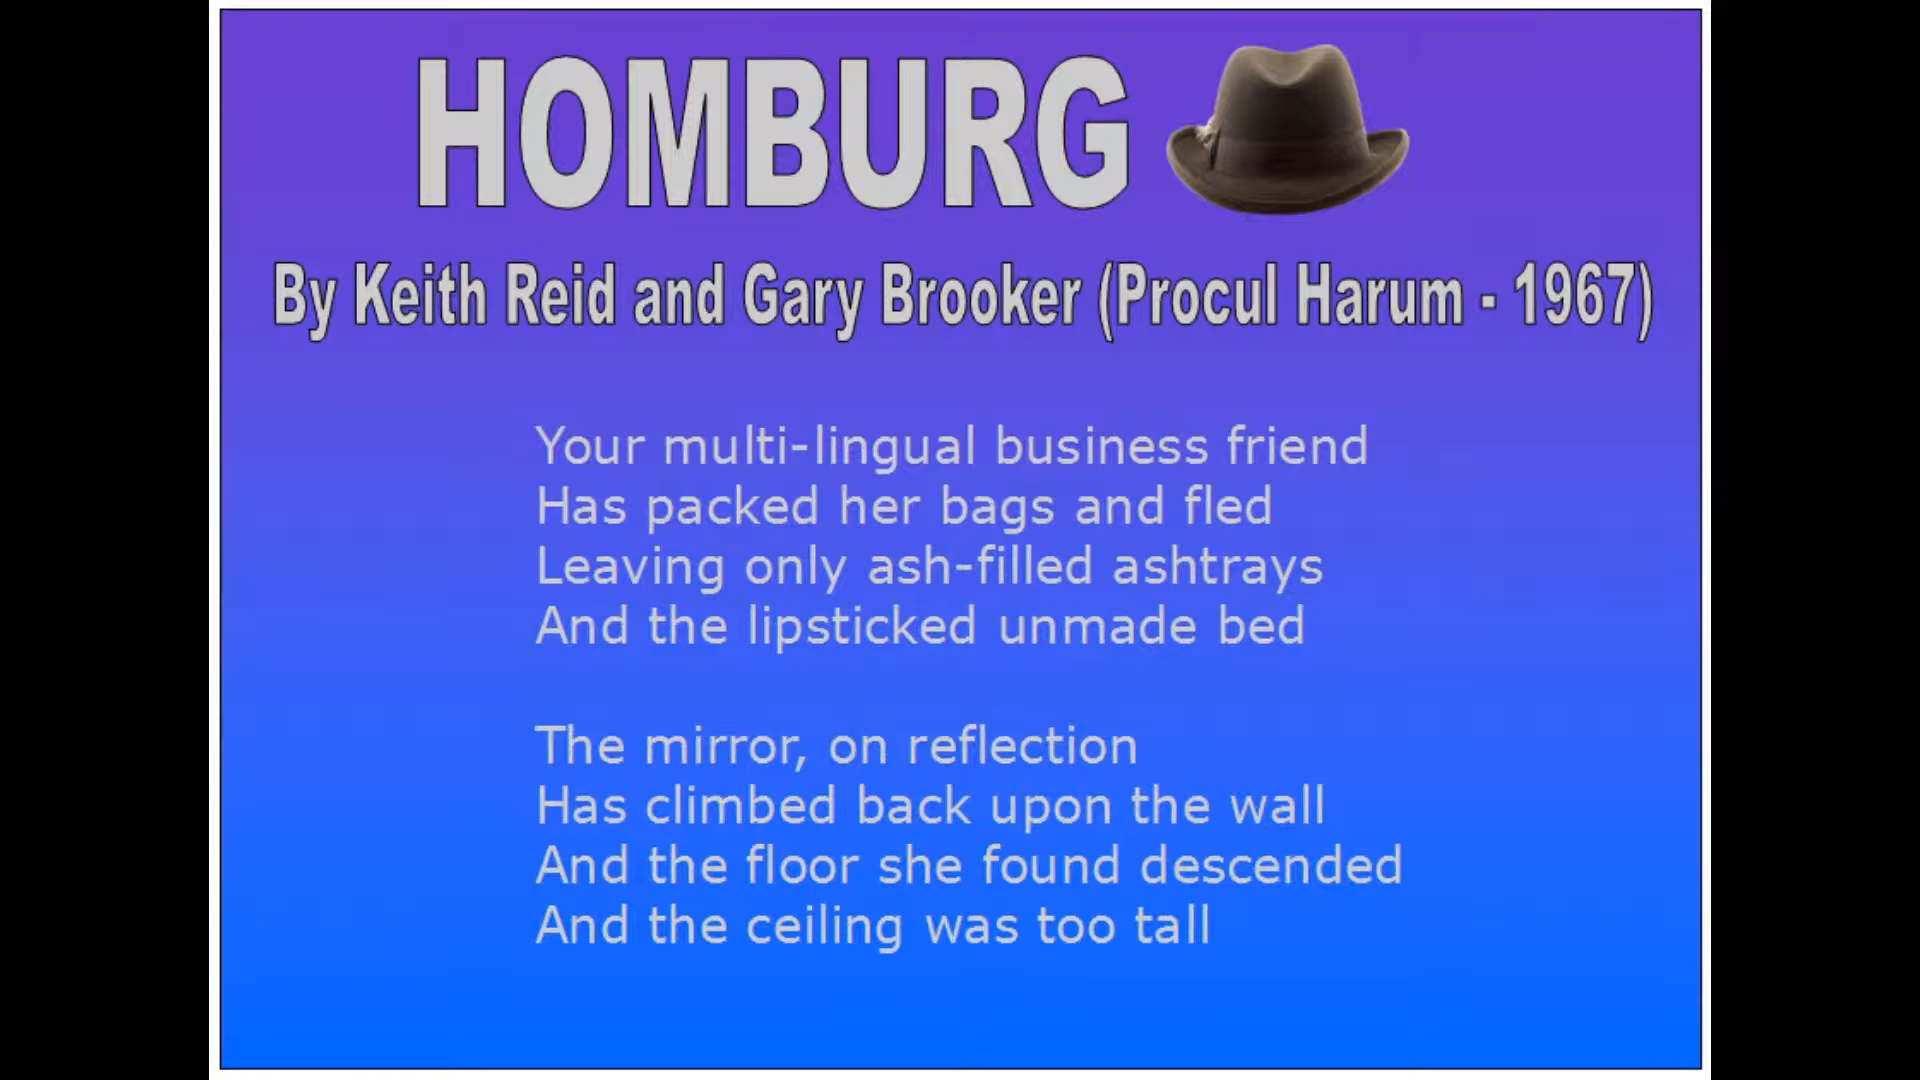 HOMBURG
By Keith Reid and Gary Brooker (Procul Harum - 1967)
Your multi-lingual business friend
Has packed her bags and fled
Leaving only ash-filled ashtrays
And the lipsticked unmade bed
The mirror, on reflection
Has climbed back upon the wall
And the floor she found descended
And the ceiling was too tall